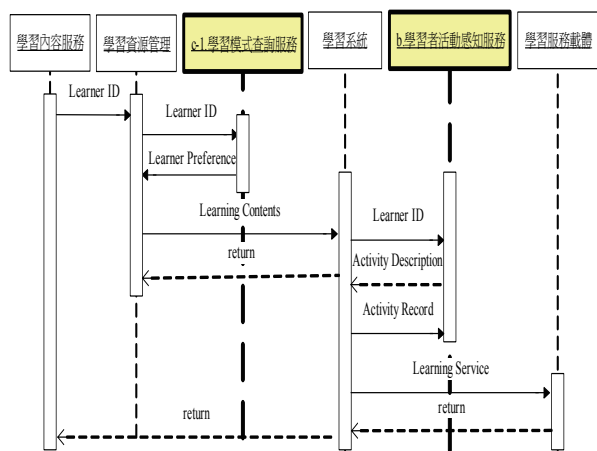 學習內容服務
學習資源管理
c-1.學習模式查詢服務
學習系統
b.學習者活動感知服務
學習服務載體
Learner ID
Learner ID
Learner Preference
Learning Contents
Learner ID
return
Activity Description
Activity Record
Learning Service
return
return